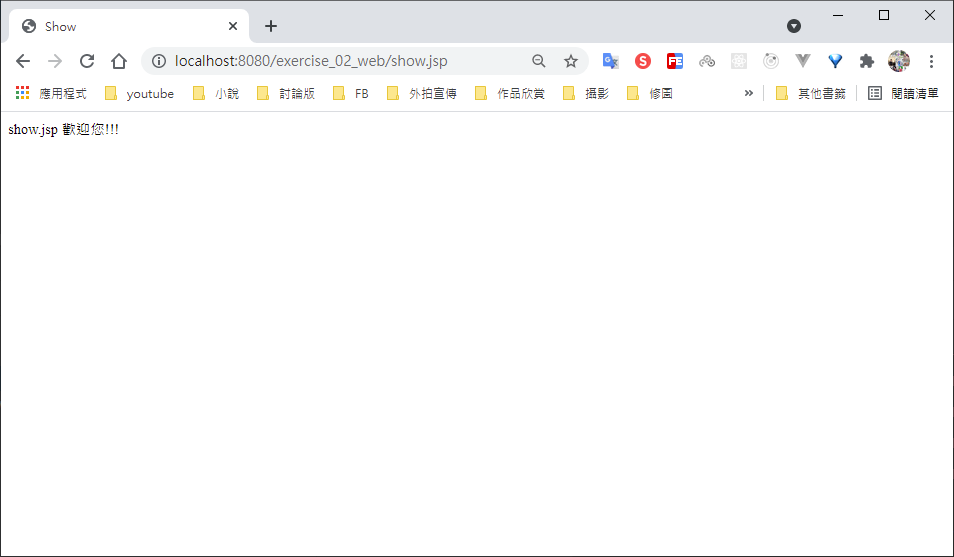 Show
localhost:8080/exercise_02_web/show.jsp
S FE
應用程式 youtube 小說 討論版 FB 外拍宣傳 作品欣賞 攝影 修圖 » 其他書籤 閱讀清單
show.jsp 歡迎您!!!